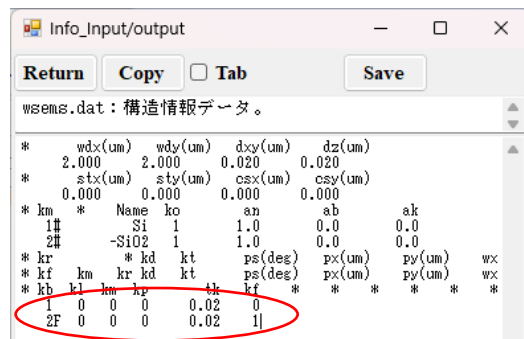 Info_Input/output
Return Copy Tab Save
wsems.dat：構造情報データ。
* wdx(um) wdy(um) dxy(um) dz(um)
2.000 2.000 0.020 0.020
* stx(um) sty(um) csx(um) csy(um)
0.000 0.000 0.000 0.000
* km * Name ko an ab ak
1# Si 1 1.0 0.0 0.0
2# -SiO2 1 1.0 0.0 0.0
* kr * kd kt ps(deg) px(um) py(um) wx
* kf km kr kd kt ps(deg) px(um) py(um) wx
* kb kl km kp tk kf * * * * *
1 0 0 0 0.02 0
2F 0 0 0 0.02 1